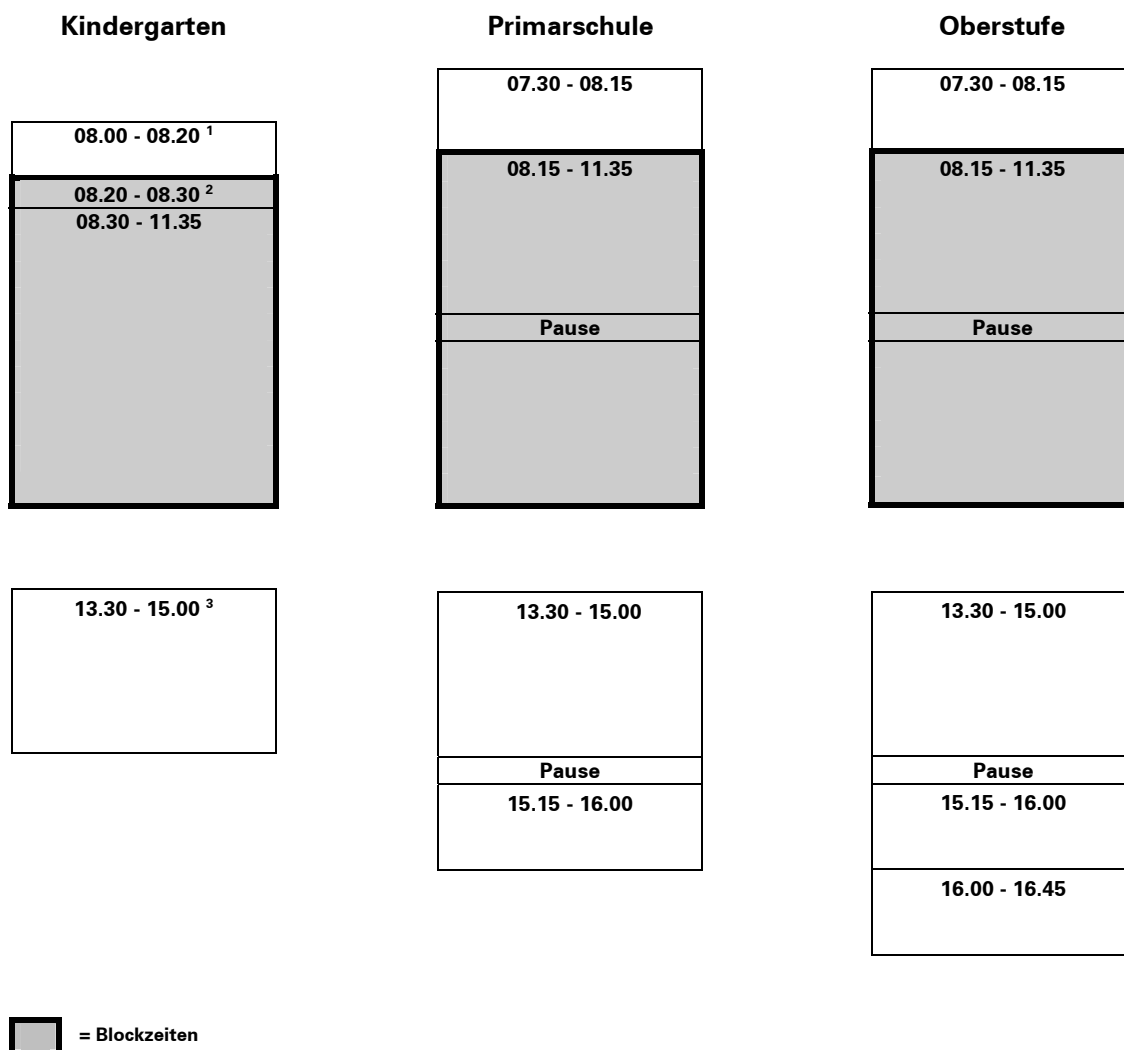 Kindergarten
08.00 - 08.20 ¹
08.20 - 08.30 ²
08.30 - 11.35
13.30 - 15.00 ³
Primarschule
07.30 - 08.15
08.15 - 11.35
Pause
13.30 - 15.00
Pause
15.15 - 16.00
Oberstufe
07.30 - 08.15
08.15 - 11.35
Pause
13.30 - 15.00
Pause
15.15 - 16.00
16.00 - 16.45
= Blockzeiten